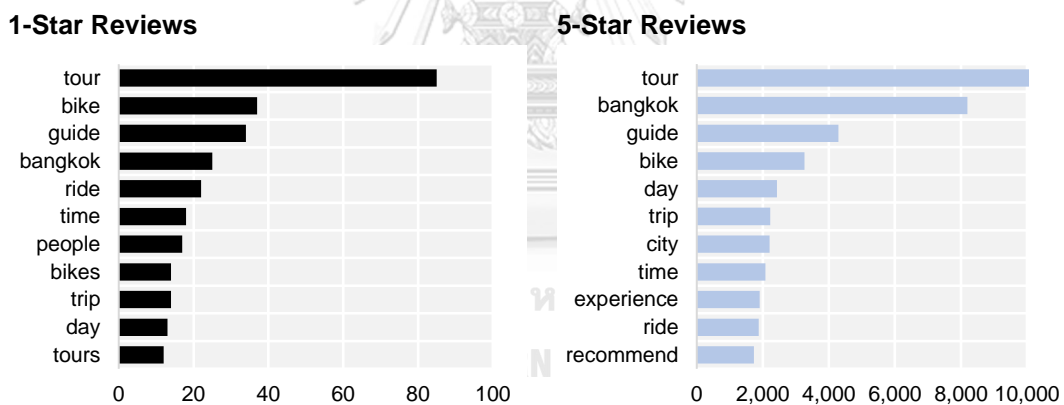 1-Star Reviews
tour
bike
guide
bangkok
ride
time
people
bikes
trip
day
tours
0 20 40 60 80 100
5-Star Reviews
tour
bangkok
guide
bike
day
trip
city
time
experience
ride
recommend
0 2,000 4,000 6,000 8,000 10,000